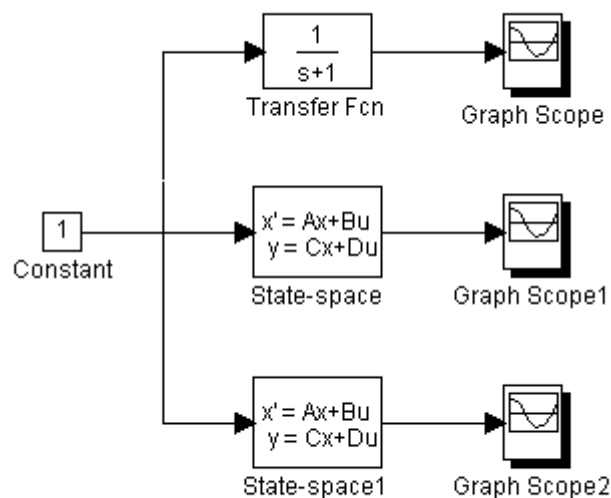 1
s+1
Transfer Fcn
Graph Scope
1
Constant
x' = Ax+Bu
y = Cx+Du
State-space
Graph Scope1
x' = Ax+Bu
y = Cx+Du
State-space1
Graph Scope2